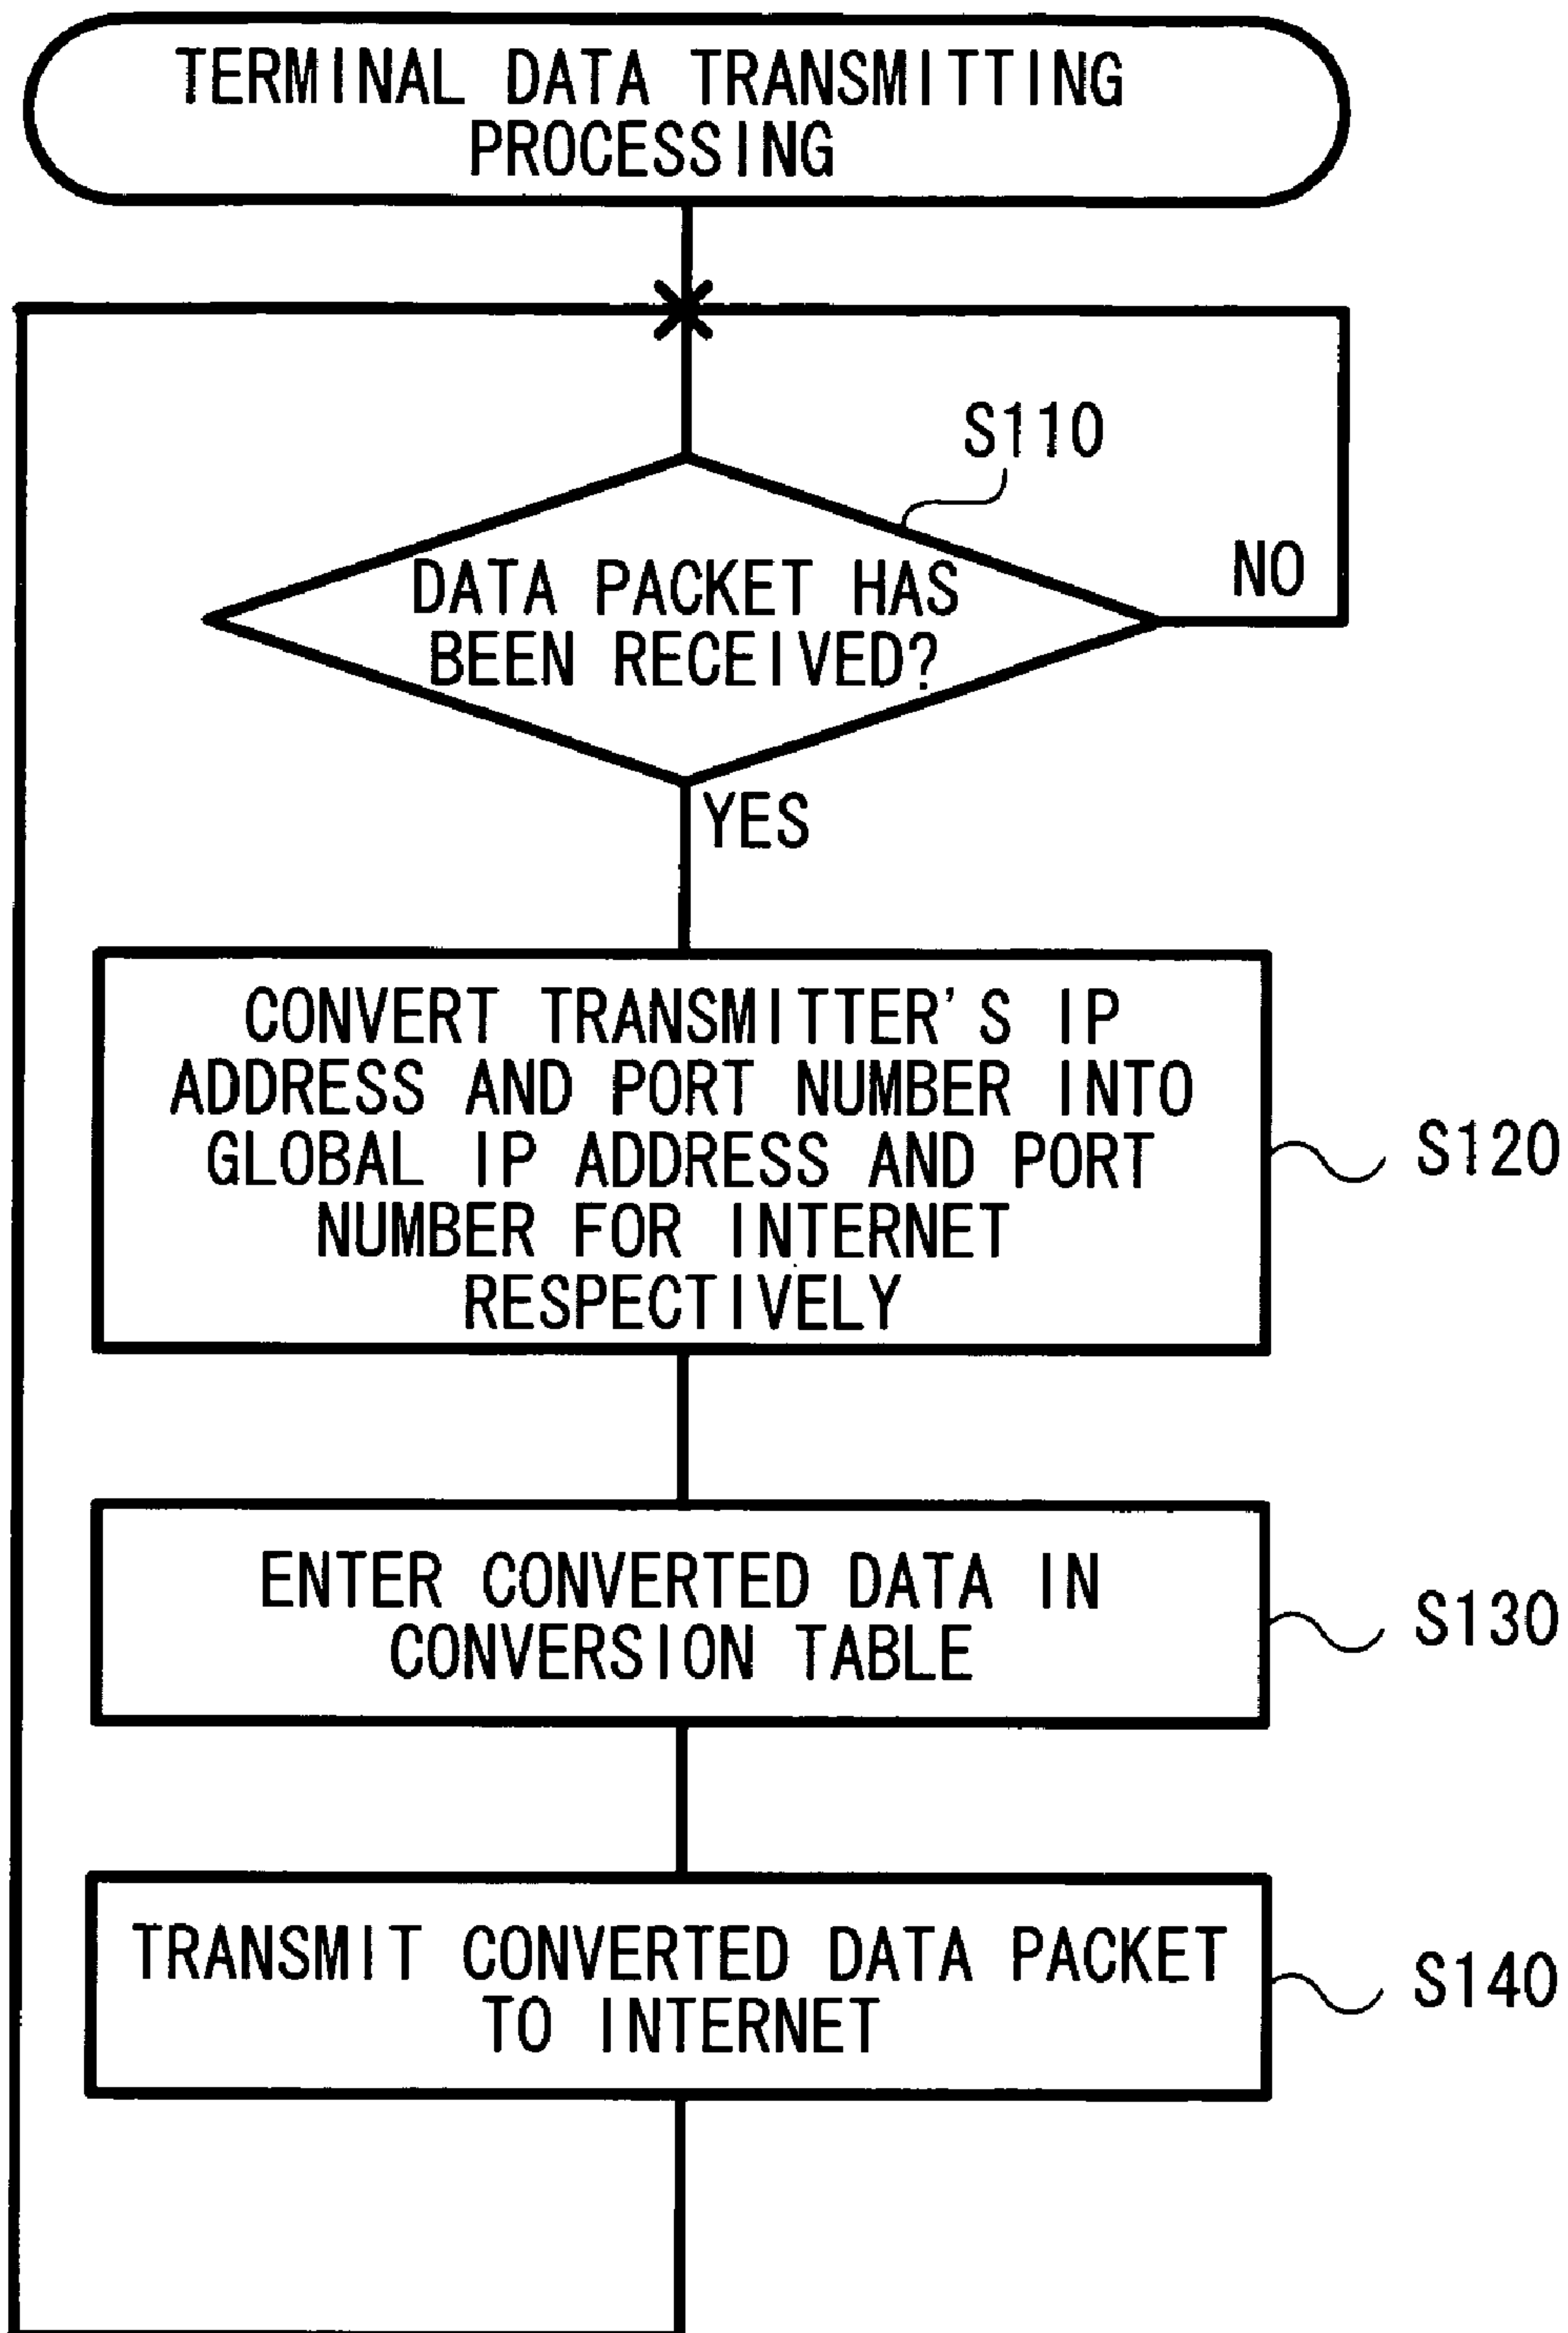 TERMINAL DATA TRANSMITTING
PROCESSING
S110
DATA PACKET HAS
BEEN RECEIVED?
NO
YES
CONVERT TRANSMITTER'S IP
ADDRESS AND PORT NUMBER INTO
GLOBAL IP ADDRESS AND PORT
NUMBER FOR INTERNET
RESPECTIVELY
S120
ENTER CONVERTED DATA IN
CONVERSION TABLE
S130
TRANSMIT CONVERTED DATA PACKET
TO INTERNET
S140